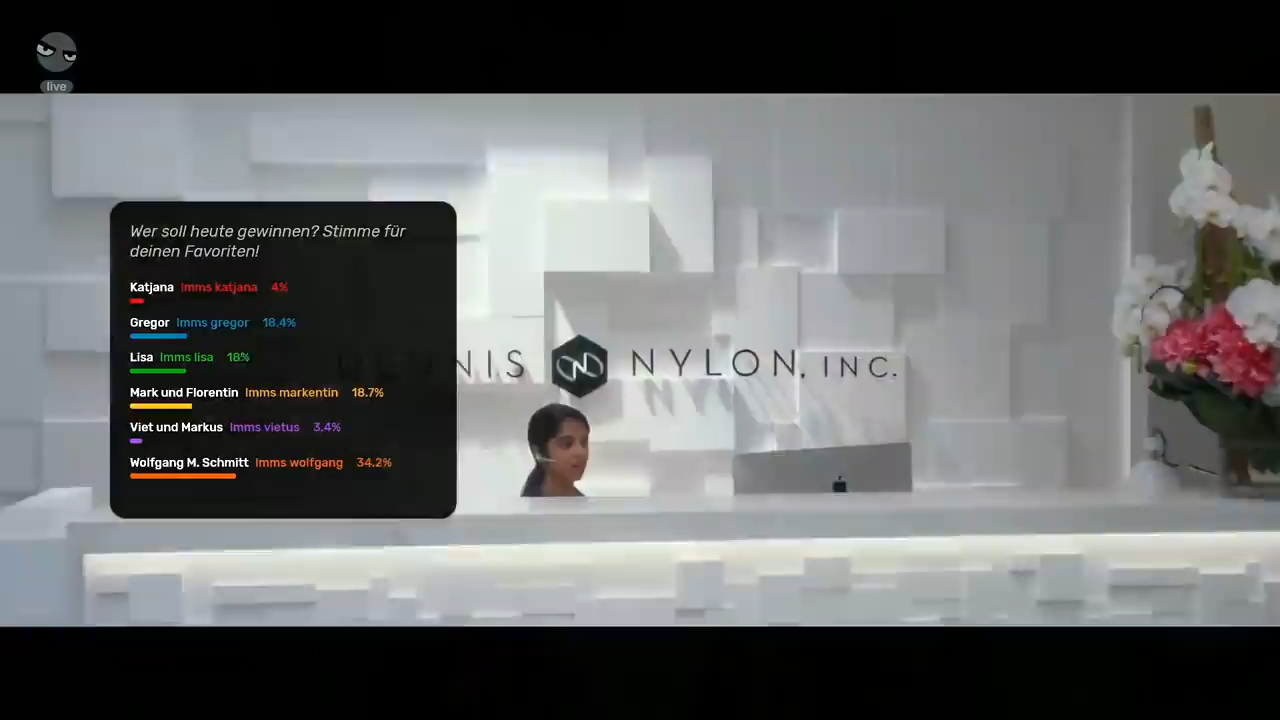 live
Wer soll heute gewinnen? Stimme für
deinen Favoriten!
Katjana !mms katjana 4%
Gregor !mms gregor 18.4%
Lisa !mms lisa 18%
DENNIS NYLON, INC.
Mark und Florentin !mms markentin 18.7%
Viet und Markus !mms vietus 3.4%
Wolfgang M. Schmitt !mms wolfgang 34.2%